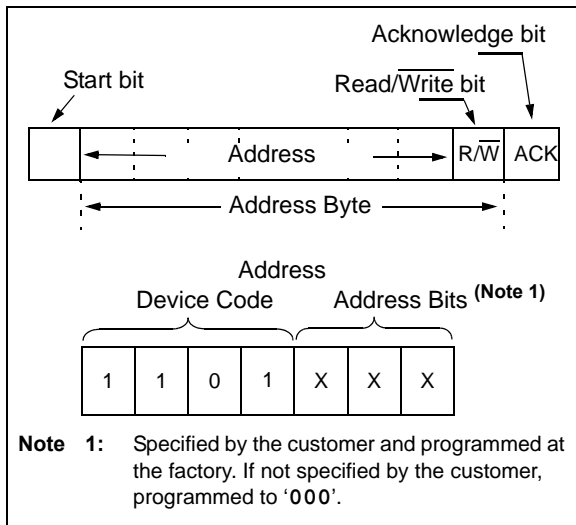 Acknowledge bit
Start bit
Read/Write bit
Address
R/W
ACK
Address Byte
Address
Device Code
Address Bits (Note 1)
1 1 0 1 X X X
Note 1: Specified by the customer and programmed at
the factory. If not specified by the customer,
programmed to ‘000’.